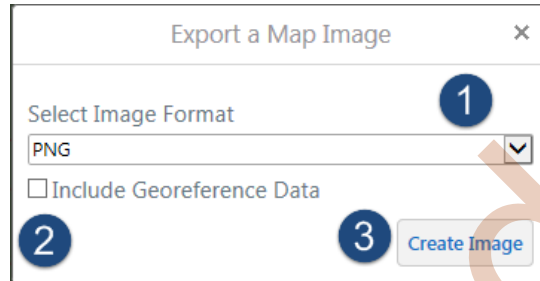 Export a Map Image ×
1
Select Image Format
PNG
Include Georeference Data
2
3 Create Image